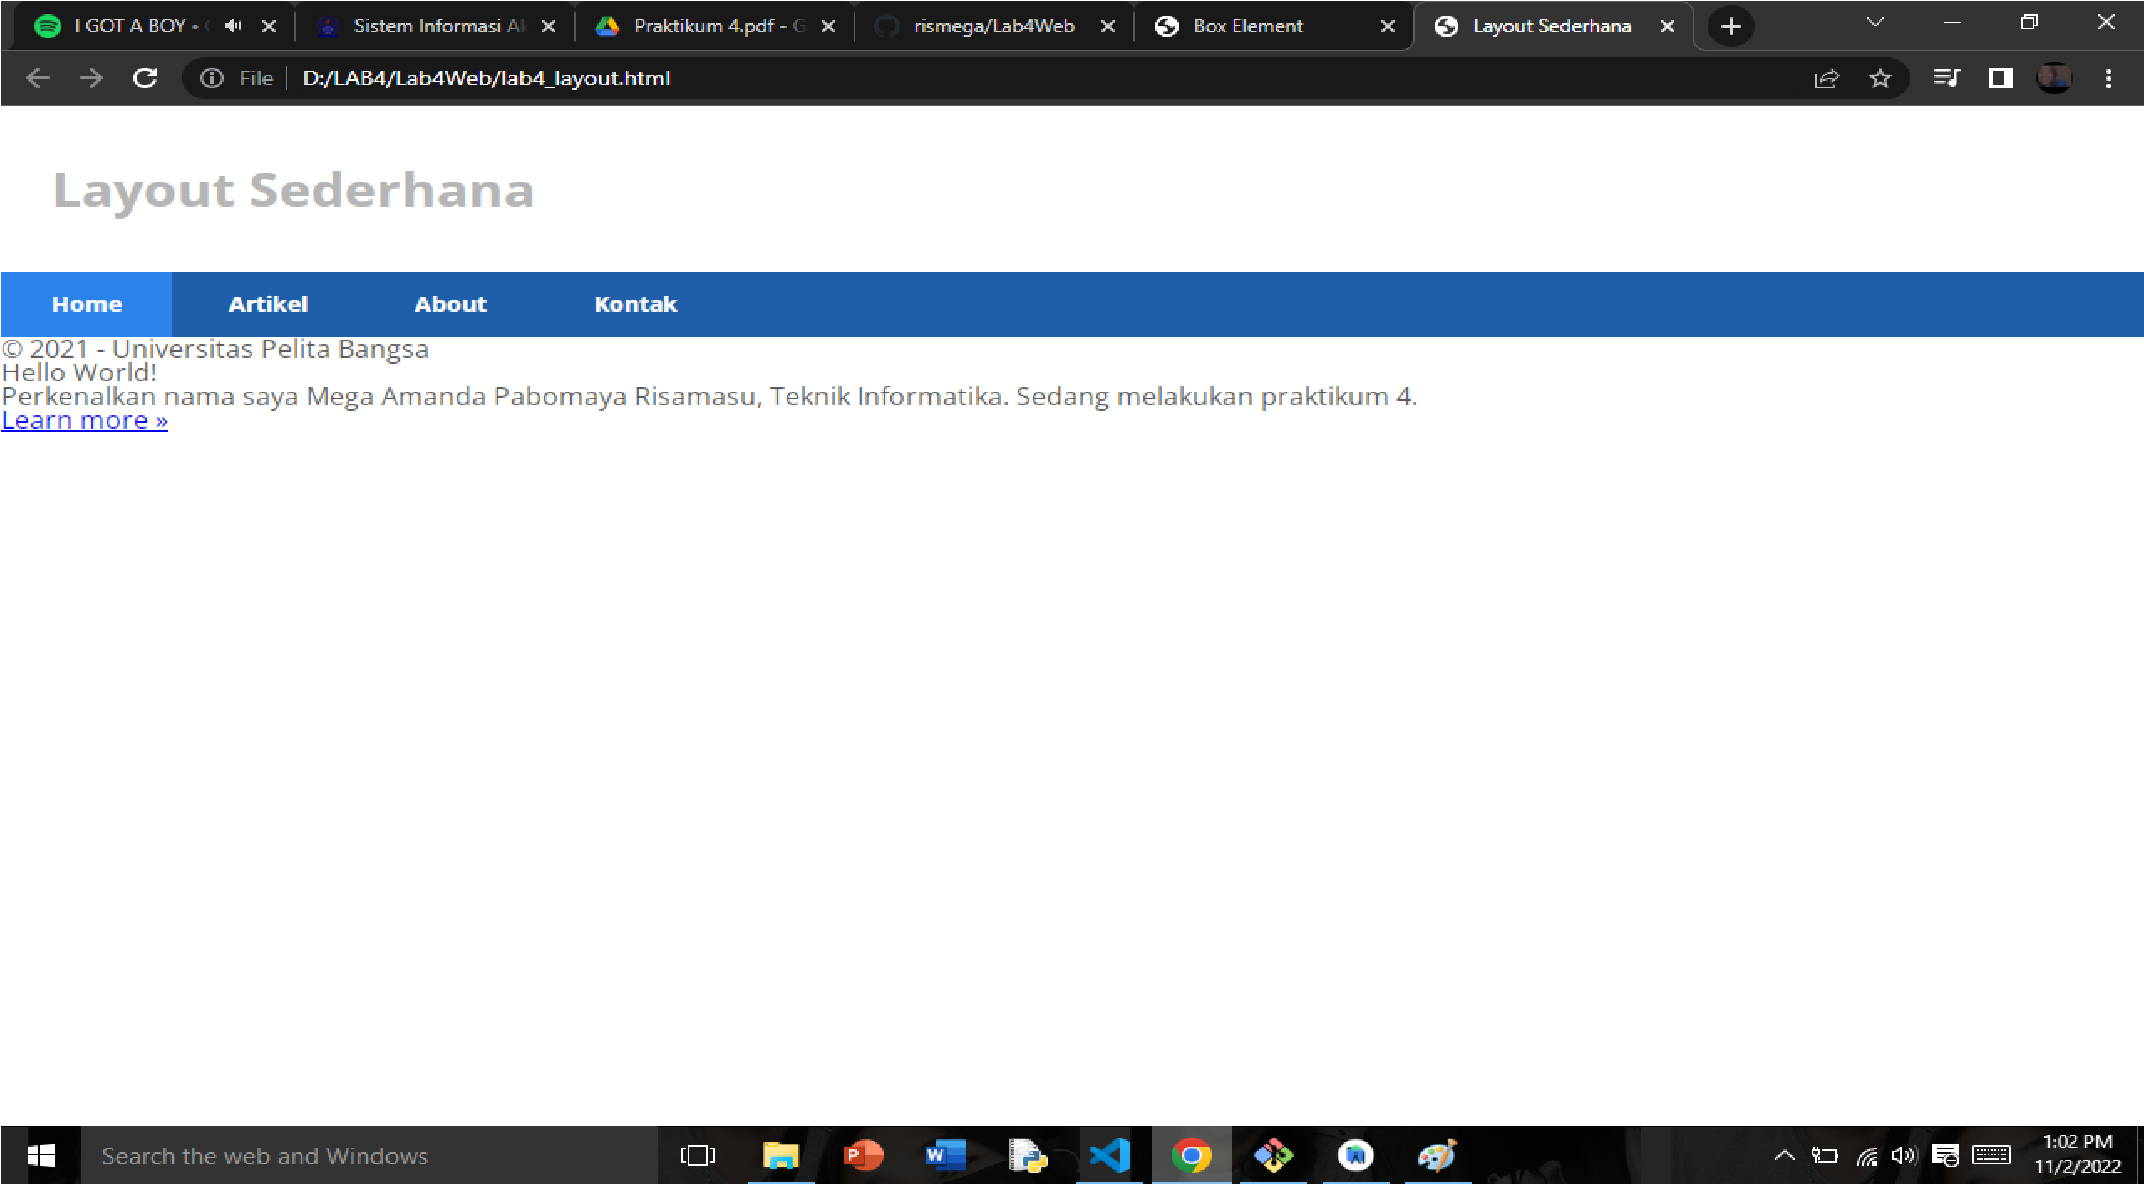 I GOT A BOY •
Sistem Informasi
Praktikum 4.pdf - G
rismega/Lab4Web
Box Element
Layout Sederhana
File
D:/LAB4/Lab4Web/lab4_layout.html
Layout Sederhana
Home Artikel About Kontak
© 2021 - Universitas Pelita Bangsa
Hello World!
Perkenalkan nama saya Mega Amanda Pabomaya Risamasu, Teknik Informatika. Sedang melakukan praktikum 4.
Learn more »
Search the web and Windows
1:02 PM
11/2/2022